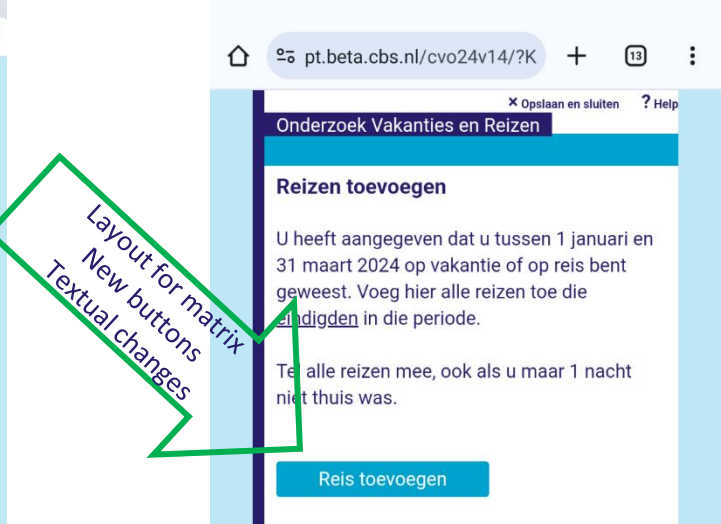 pt.beta.cbs.nl/cvo24v14/?K
13
× Opslaan en sluiten ? Help
Onderzoek Vakanties en Reizen
Reizen toevoegen
U heeft aangegeven dat u tussen 1 januari en
31 maart 2024 op vakantie of op reis bent
geweest. Voeg hier alle reizen toe die
eindigden in die periode.
Tel alle reizen mee, ook als u maar 1 nacht
niet thuis was.
Reis toevoegen
Layout for matrix
New buttons
Textual changes